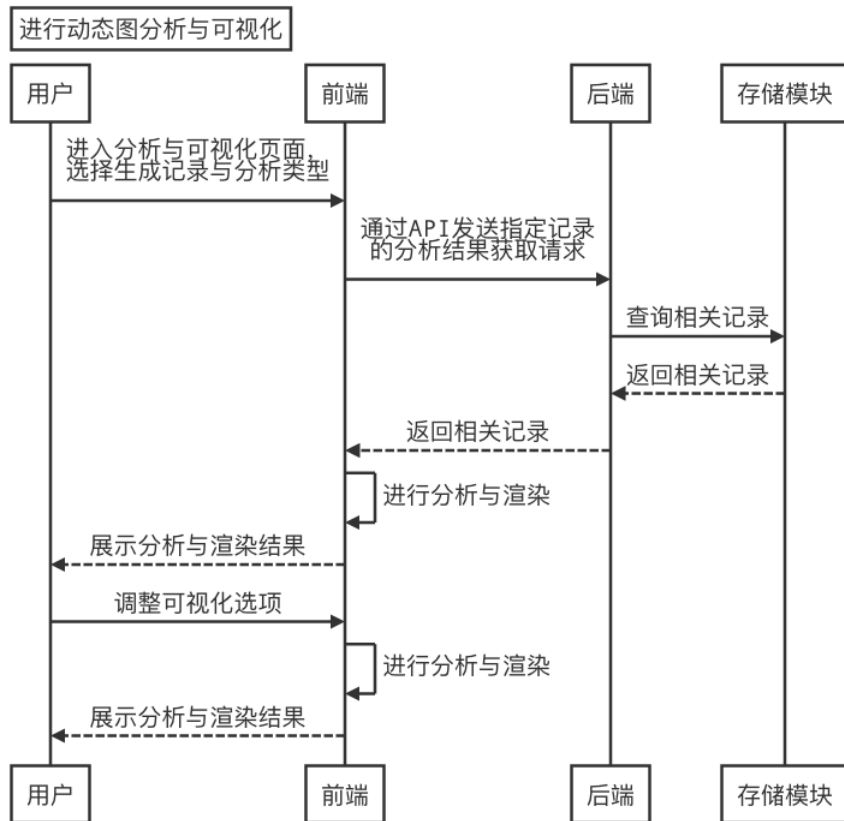 进行动态图分析与可视化
用户
前端
后端
存储模块
进入分析与可视化页面，
选择生成记录与分析类型
通过API发送指定记录
的分析结果获取请求
查询相关记录
返回相关记录
返回相关记录
进行分析与渲染
展示分析与渲染结果
调整可视化选项
进行分析与渲染
展示分析与渲染结果
用户
前端
后端
存储模块